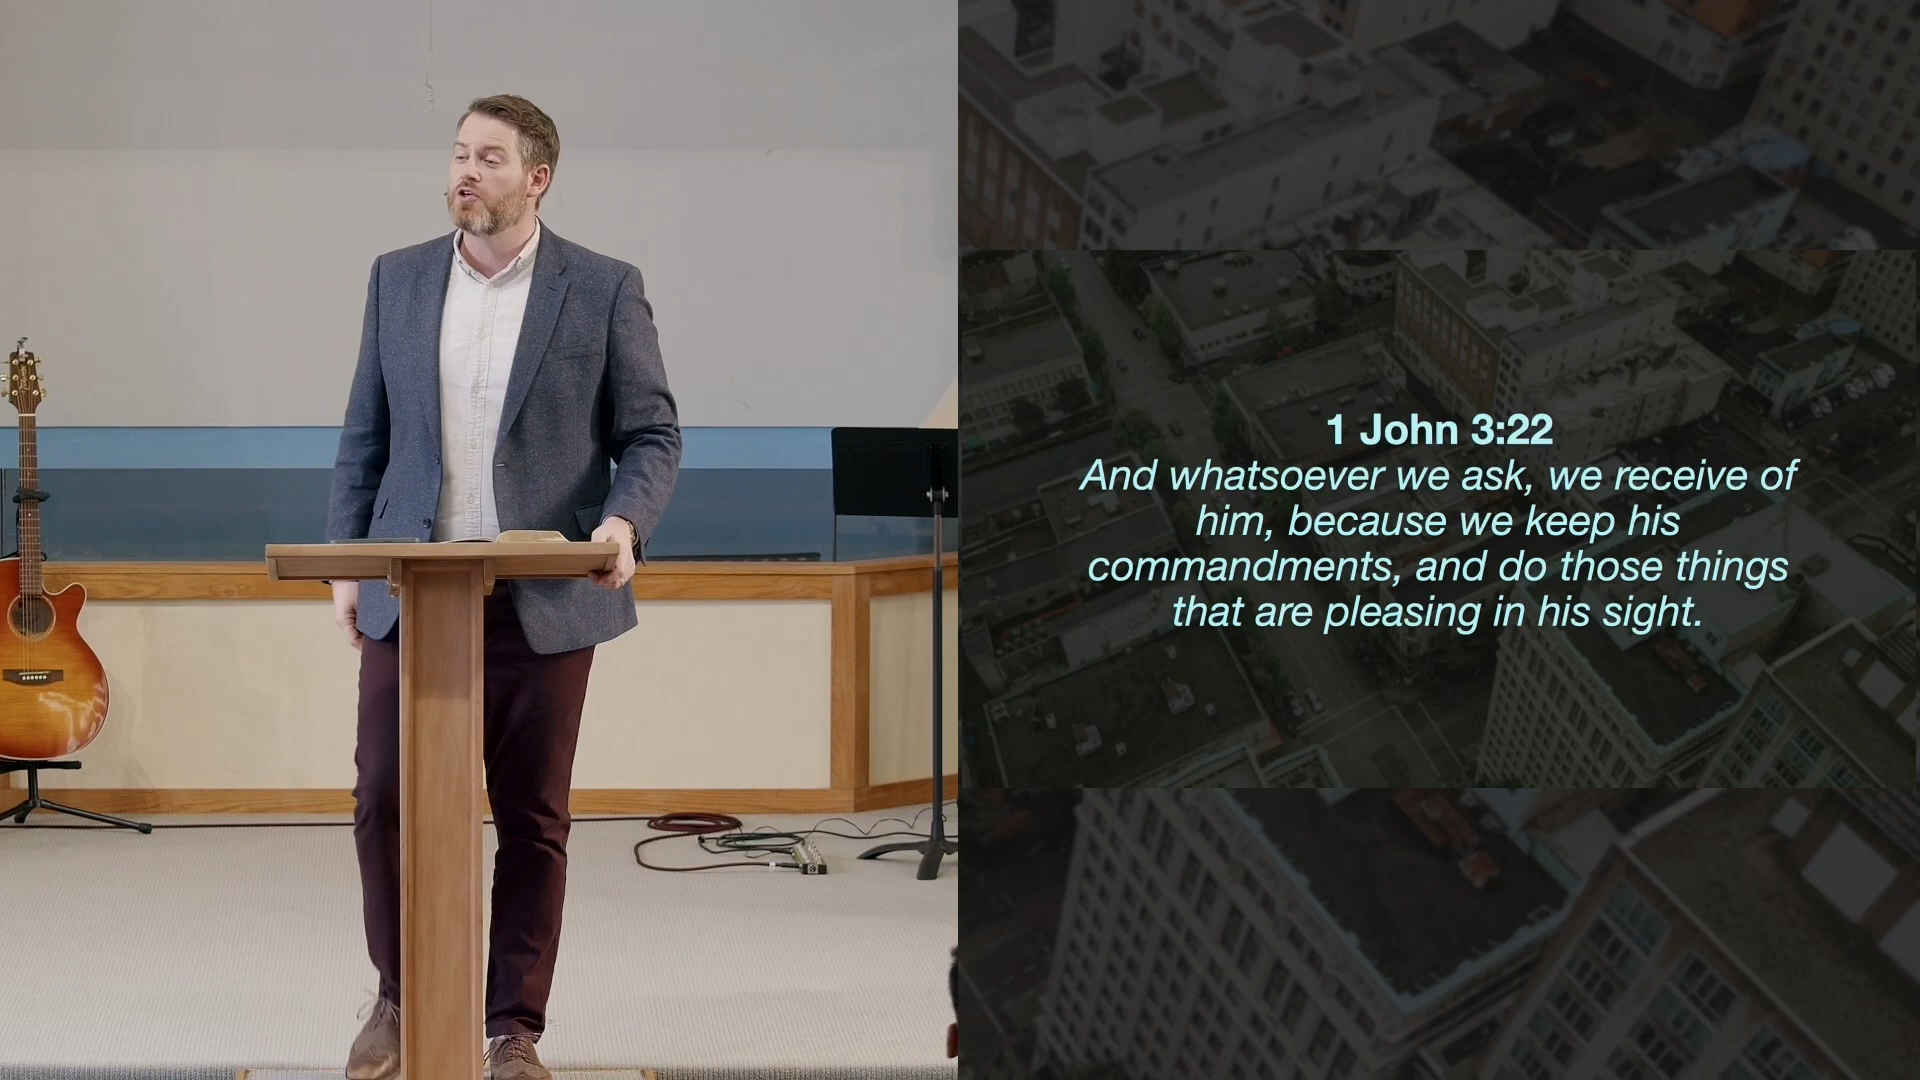 1 John 3:22
And whatsoever we ask, we receive of
him, because we keep his
commandments, and do those things
that are pleasing in his sight.